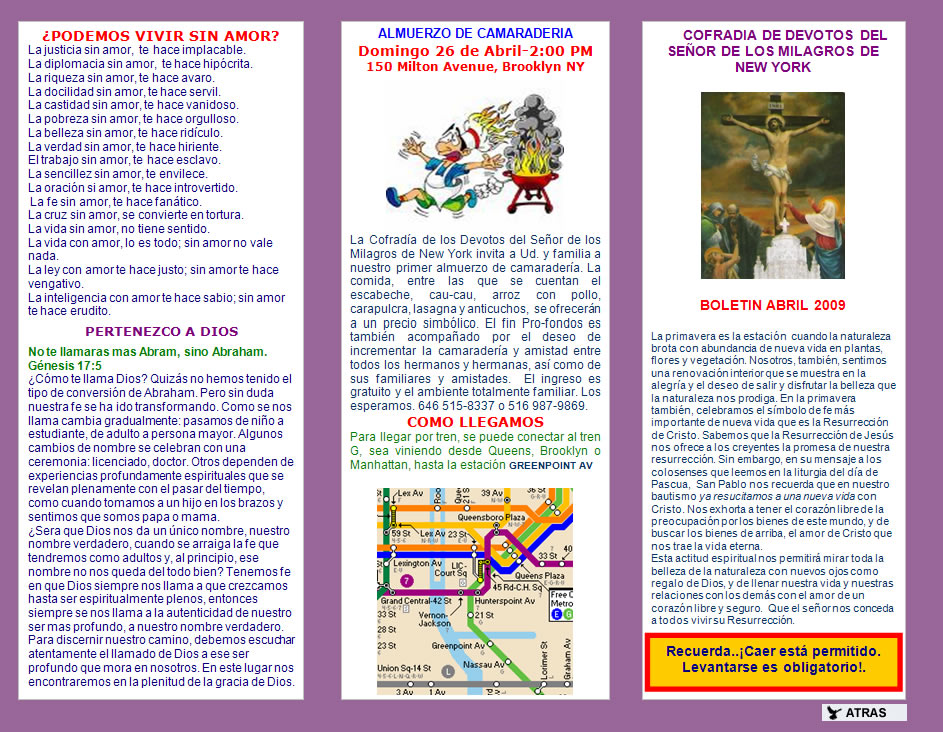 ¿PODEMOS VIVIR SIN AMOR?
La justicia sin amor, te hace implacable.
La diplomacia sin amor, te hace hipócrita.
La riqueza sin amor, te hace avaro.
La docilidad sin amor, te hace servil.
La castidad sin amor, te hace vanidoso.
La pobreza sin amor, te hace orgulloso.
La belleza sin amor, te hace ridículo.
La verdad sin amor, te hace hiriente.
El trabajo sin amor, te hace esclavo.
La sencillez sin amor, te envilece.
La oración si amor, te hace introvertido.
La fe sin amor, te hace fanático.
La cruz sin amor, se convierte en tortura.
La vida sin amor, no tiene sentido.
La vida con amor, lo es todo; sin amor no vale
nada.
La ley con amor te hace justo; sin amor te hace
vengativo.
La inteligencia con amor te hace sabio; sin amor
te hace erudito.
PERTENEZCO A DIOS
No te llamaras mas Abram, sino Abraham.
Génesis 17:5
¿Cómo te llama Dios? Quizás no hemos tenido el
tipo de conversión de Abraham. Pero sin duda
nuestra fe se ha ido transformando. Como se nos
llama cambia gradualmente: pasamos de niño a
estudiante, de adulto a persona mayor. Algunos
cambios de nombre se celebran con una
ceremonia: licenciado, doctor. Otros dependen de
experiencias profundamente espirituales que se
revelan plenamente con el pasar del tiempo,
como cuando tomamos a un hijo en los brazos y
sentimos que somos papa o mama.
¿Sera que Dios nos da un único nombre, nuestro
nombre verdadero, cuando se arraiga la fe que
tendremos como adultos y, al principio, ese
nombre no nos queda del todo bien? Tenemos fe
en que Dios siempre nos llama a que crezcamos
hasta ser espiritualmente plenos, entonces
siempre se nos llama a la autenticidad de nuestro
ser mas profundo, a nuestro nombre verdadero.
Para discernir nuestro camino, debemos escuchar
atentamente el llamado de Dios a ese ser
profundo que mora en nosotros. En este lugar nos
encontraremos en la plenitud de la gracia de Dios.
ALMUERZO DE CAMARADERIA
Domingo 26 de Abril-2:00 PM
150 Milton Avenue, Brooklyn NY
La Cofradía de los Devotos del Señor de los
Milagros de New York invita a Ud. y familia a
nuestro primer almuerzo de camaradería. La
comida, entre las que se cuentan el
escabeche, cau-cau, arroz con pollo,
carapulcra, lasagna y anticuchos, se ofrecerán
a un precio simbólico. El fin Pro-fondos es
también acompañado por el deseo de
incrementar la camaradería y amistad entre
todos los hermanos y hermanas, así como de
sus familiares y amistades. El ingreso es
gratuito y el ambiente totalmente familiar. Los
esperamos. 646 515-8337 o 516 987-9869.
COMO LLEGAMOS
Para llegar por tren, se puede conectar al tren
G, sea viniendo desde Queens, Brooklyn o
Manhattan, hasta la estación GREENPOINT AV
Lex Av
39 Av
Queensboro Plaza
59 St
Lex Av
23 St
Lexington Av
LIC-
Court Sq
33 St
40
7
Queens Plaza
45 Rd-C.H. Sq
Grand Central-42 St
Hunterspoint Av
Free
Metro
E
G
33 St
Vernon-
Jackson
21 St
28 St
23 St
Greenpoint Av
Union Sq-14 St
L
Nassau Av
Lorimer St
Graham Av
3 Av
1 Av
COFRADIA DE DEVOTOS DEL
SEÑOR DE LOS MILAGROS DE
NEW YORK
BOLETIN ABRIL 2009
La primavera es la estación cuando la naturaleza
brota con abundancia de nueva vida en plantas,
flores y vegetación. Nosotros, también, sentimos
una renovación interior que se muestra en la
alegría y el deseo de salir y disfrutar la belleza que
la naturaleza nos prodiga. En la primavera
también, celebramos el símbolo de fe más
importante de nueva vida que es la Resurrección
de Cristo. Sabemos que la Resurrección de Jesús
nos ofrece a los creyentes la promesa de nuestra
resurrección. Sin embargo, en su mensaje a los
colosenses que leemos en la liturgia del día de
Pascua, San Pablo nos recuerda que en nuestro
bautismo ya resucitamos a una nueva vida con
Cristo. Nos exhorta a tener el corazón libre de la
preocupación por los bienes de este mundo, y de
buscar los bienes de arriba, el amor de Cristo que
nos trae la vida eterna.
Esta actitud espiritual nos permitirá mirar toda la
belleza de la naturaleza con nuevos ojos como
regalo de Dios, y de llenar nuestra vida y nuestras
relaciones con los demás con el amor de un
corazón libre y seguro. Que el señor nos conceda
a todos vivir su Resurrección.
Recuerda..¡Caer está permitido.
Levantarse es obligatorio!.
ATRAS